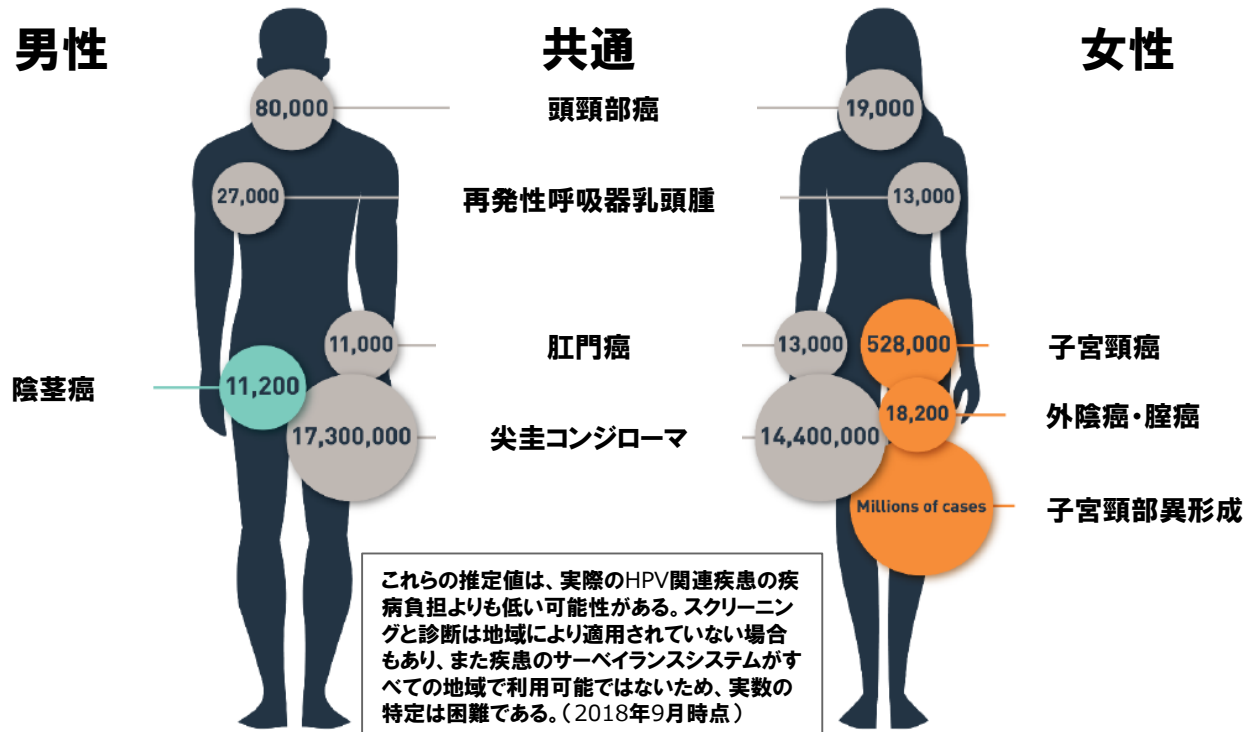 男性
共通
女性
80,000
頭頸部癌
19,000
27,000
再発性呼吸器乳頭腫
13,000
11,000
肛門癌
13,000
528,000
子宮頸癌
陰茎癌
11,200
18,200
外陰癌・腟癌
17,300,000
尖圭コンジローマ
14,400,000
Millions of cases
子宮頸部異形成
これらの推定値は、実際のHPV関連疾患の疾
病負担よりも低い可能性がある。スクリーニン
グと診断は地域により適用されていない場合
もあり、また疾患のサーベイランスシステムがす
べての地域で利用可能ではないため、実数の
特定は困難である。（2018年9月時点）